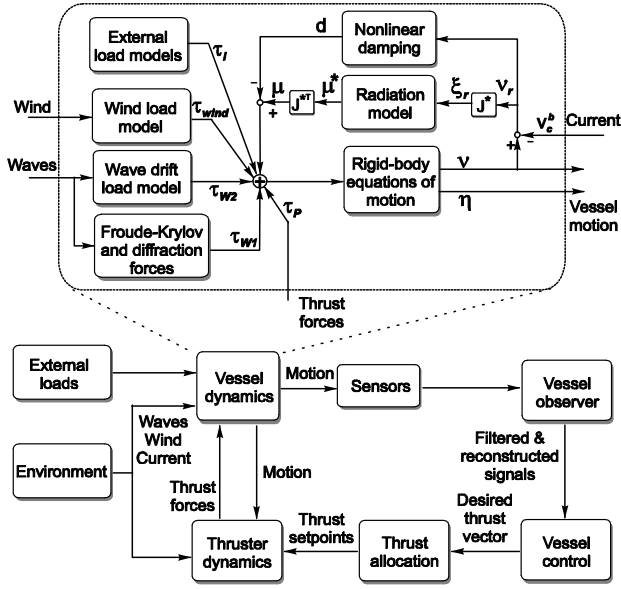 External
load models
τI
d
Nonlinear
damping
Wind
Wind load
model
τwind
μ
J*T
μ*
Radiation
model
ξr
J*
νr
+
−
Vcb
Current
Waves
Wave drift
load model
τW2
+
τP
Rigid-body
equations of
motion
ν
η
+
−
Vessel
motion
Froude-Krylov
and diffraction
forces
τW1
Thrust
forces
External
loads
Vessel
dynamics
Motion
Sensors
Vessel
observer
Waves
Wind
Current
Environment
Thrust
forces
Motion
Filtered &
reconstructed
signals
Thruster
dynamics
Thrust
setpoints
Thrust
allocation
Desired
thrust
vector
Vessel
control